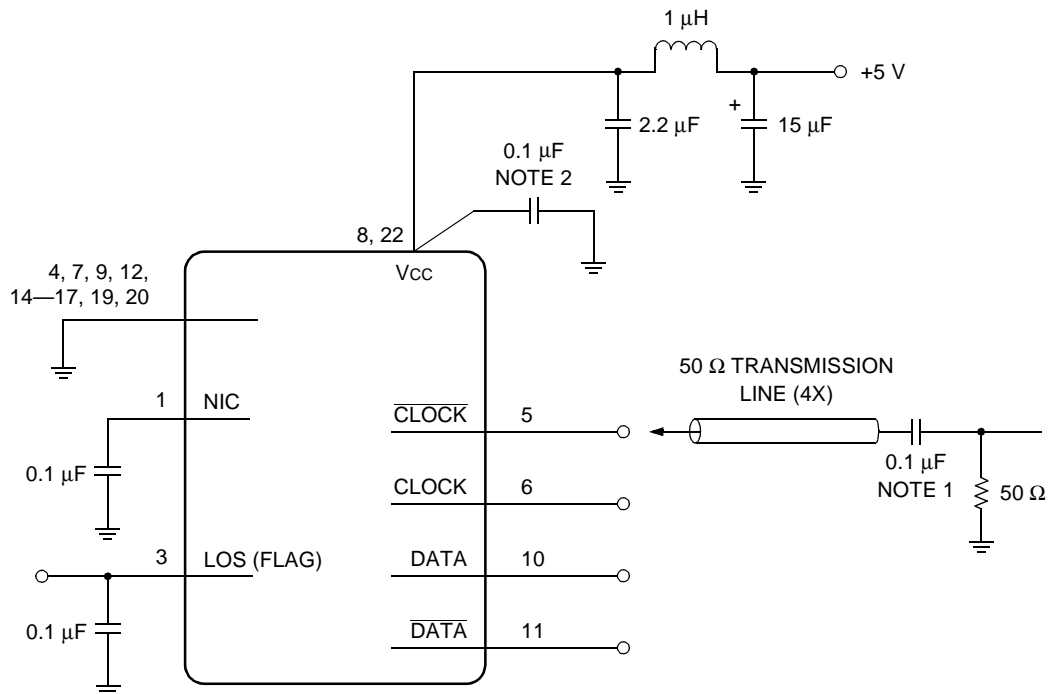 1 μH
+5 V
+
2.2 μF
15 μF
0.1 μF
NOTE 2
8, 22
VCC
4, 7, 9, 12,
14—17, 19, 20
50 Ω TRANSMISSION
LINE (4X)
1
NIC
CLOCK
5
0.1 μF
NOTE 1
50 Ω
0.1 μF
CLOCK
6
3
LOS (FLAG)
DATA
10
0.1 μF
DATA
11